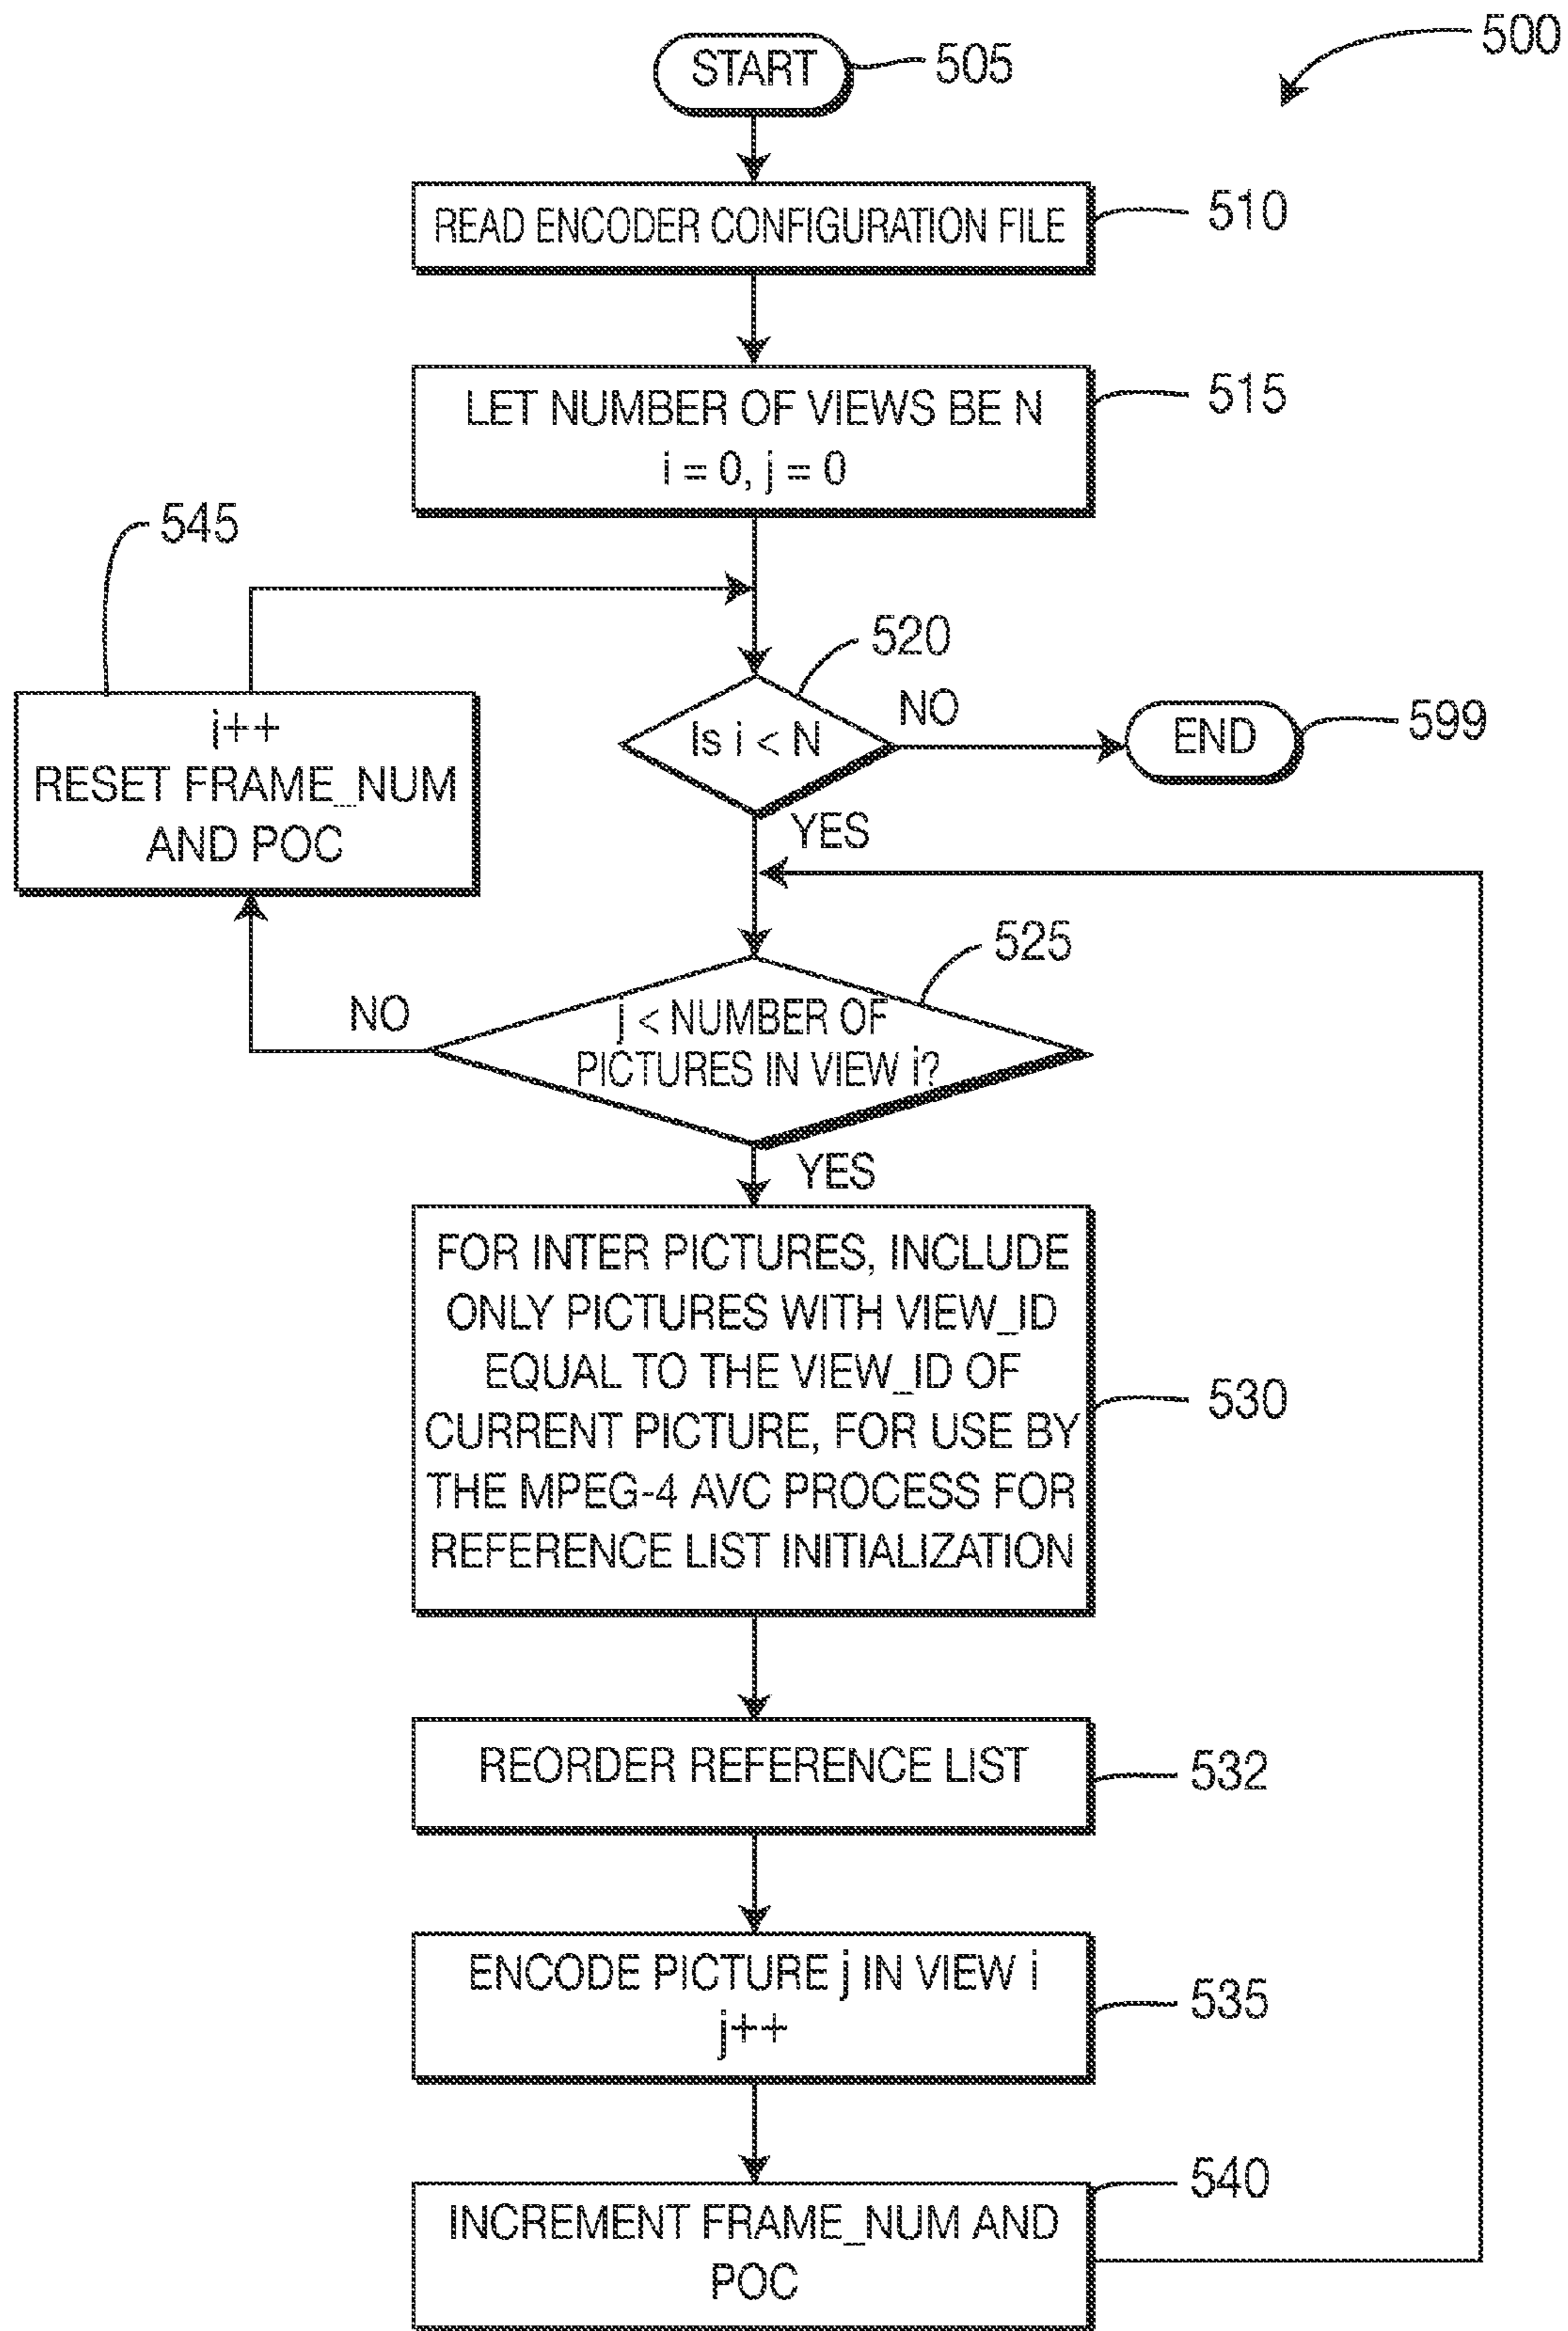 500
START
505
READ ENCODER CONFIGURATION FILE
510
LET NUMBER OF VIEWS BE N
i = 0, j = 0
515
545
i++
RESET FRAME_NUM
AND POC
520
Is i < N
NO
END
599
YES
525
NO
j < NUMBER OF
PICTURES IN VIEW i?
YES
FOR INTER PICTURES, INCLUDE
ONLY PICTURES WITH VIEW_ID
EQUAL TO THE VIEW_ID OF
CURRENT PICTURE, FOR USE BY
THE MPEG-4 AVC PROCESS FOR
REFERENCE LIST INITIALIZATION
530
REORDER REFERENCE LIST
532
ENCODE PICTURE j IN VIEW i
j++
535
INCREMENT FRAME_NUM AND
POC
540